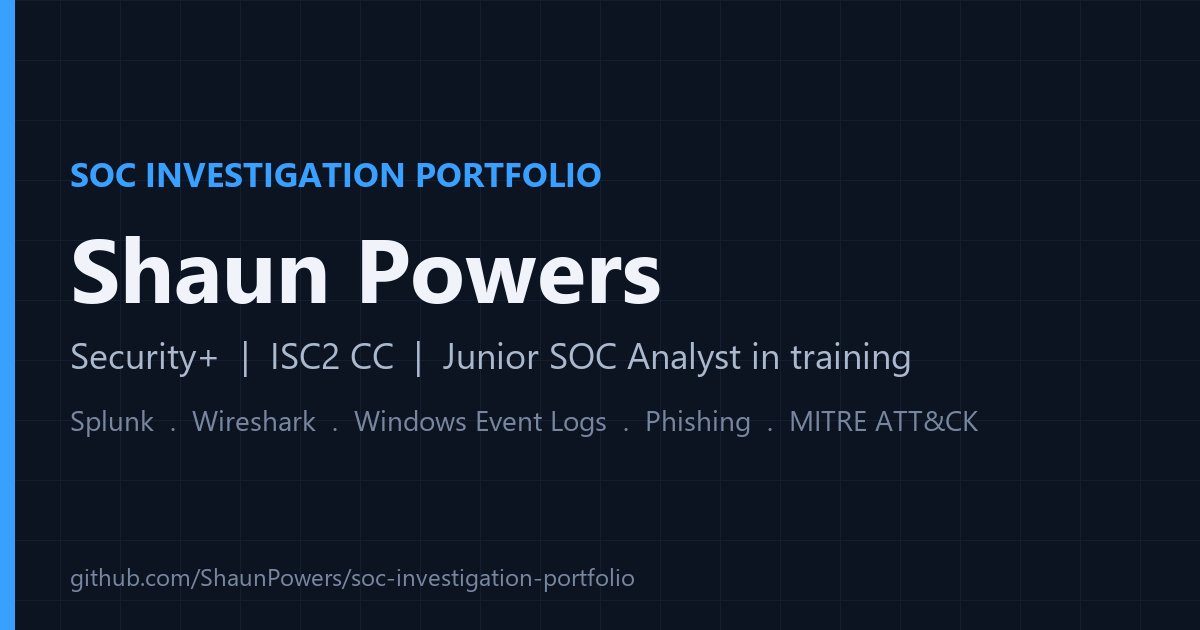 SOC INVESTIGATION PORTFOLIO
Shaun Powers
Security+ | ISC2 CC | Junior SOC Analyst in training
Splunk . Wireshark . Windows Event Logs . Phishing . MITRE ATT&CK
github.com/ShaunPowers/soc-investigation-portfolio